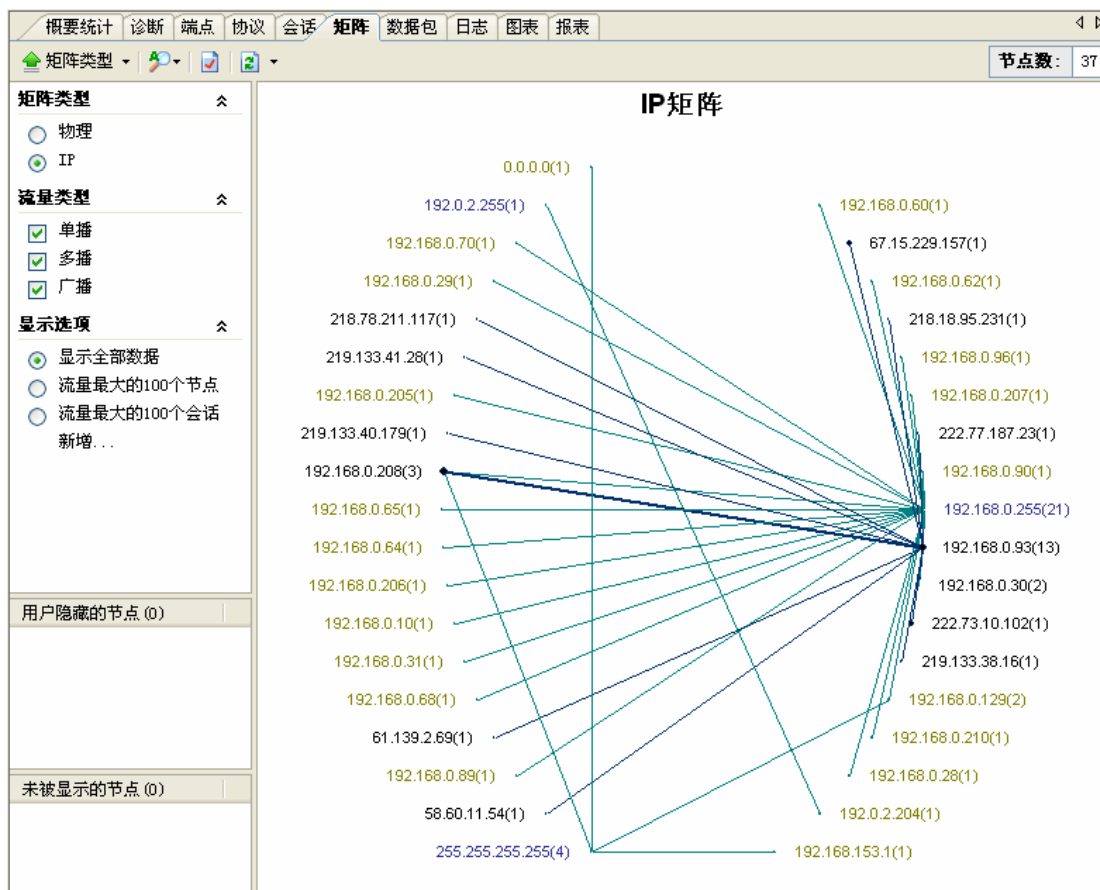 概要统计 诊断 端点 协议 会话 矩阵 数据包 日志 图表 报表
矩阵类型 节点数: 37
矩阵类型
物理
IP
流量类型
单播
多播
广播
显示选项
显示全部数据
流量最大的100个节点
流量最大的100个会话
新增...
用户隐藏的节点(0)
未被显示的节点(0)
IP矩阵
0.0.0.0(1)
192.0.2.255(1)
192.168.0.70(1)
192.168.0.29(1)
218.78.211.117(1)
219.133.41.28(1)
192.168.0.205(1)
219.133.40.179(1)
192.168.0.208(3)
192.168.0.65(1)
192.168.0.64(1)
192.168.0.206(1)
192.168.0.10(1)
192.168.0.31(1)
192.168.0.68(1)
61.139.2.69(1)
192.168.0.89(1)
58.60.11.54(1)
255.255.255.255(4)
192.168.0.60(1)
67.15.229.157(1)
192.168.0.62(1)
218.18.95.231(1)
192.168.0.96(1)
192.168.0.207(1)
222.77.187.23(1)
192.168.0.90(1)
192.168.0.255(21)
192.168.0.93(13)
192.168.0.30(2)
222.73.10.102(1)
219.133.38.16(1)
192.168.0.129(2)
192.168.0.210(1)
192.168.0.28(1)
192.0.2.204(1)
192.168.153.1(1)